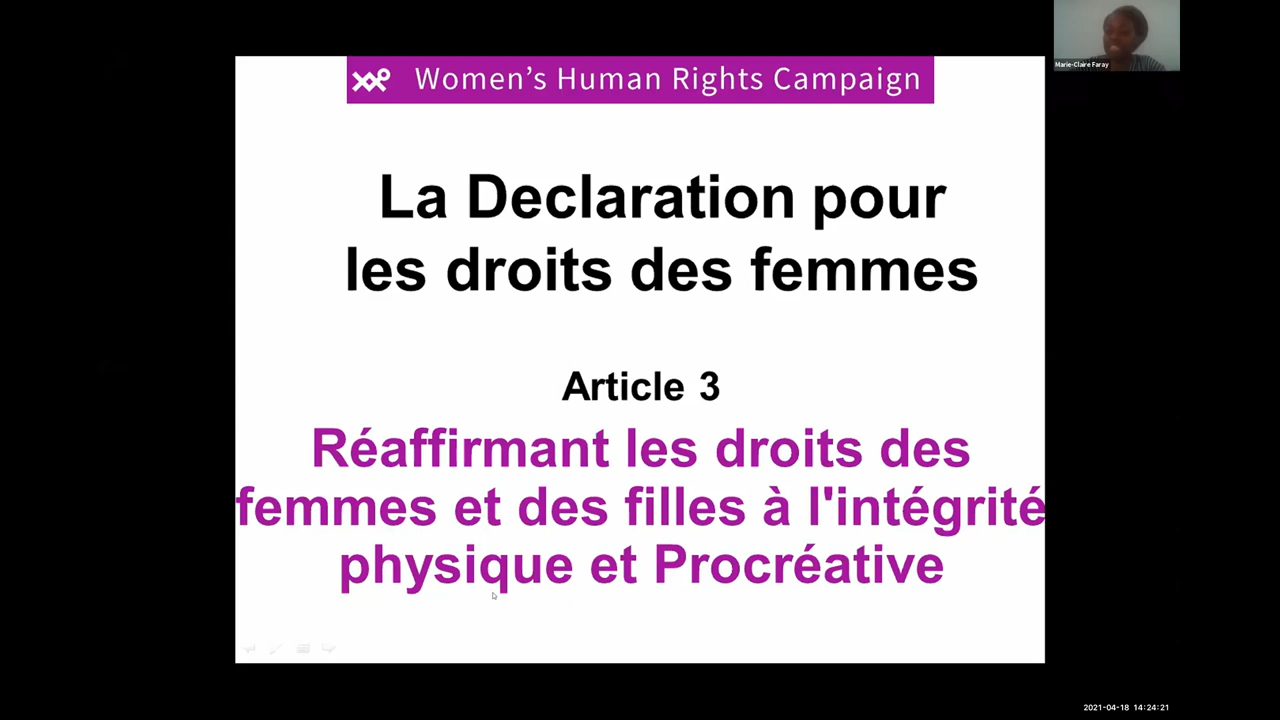 Women's Human Rights Campaign
Marie-Claire Faray
La Declaration pour
les droits des femmes
Article 3
Réaffirmant les droits des
femmes et des filles à l'intégrité
physique et Procréative
2021-04-18 14:24:21